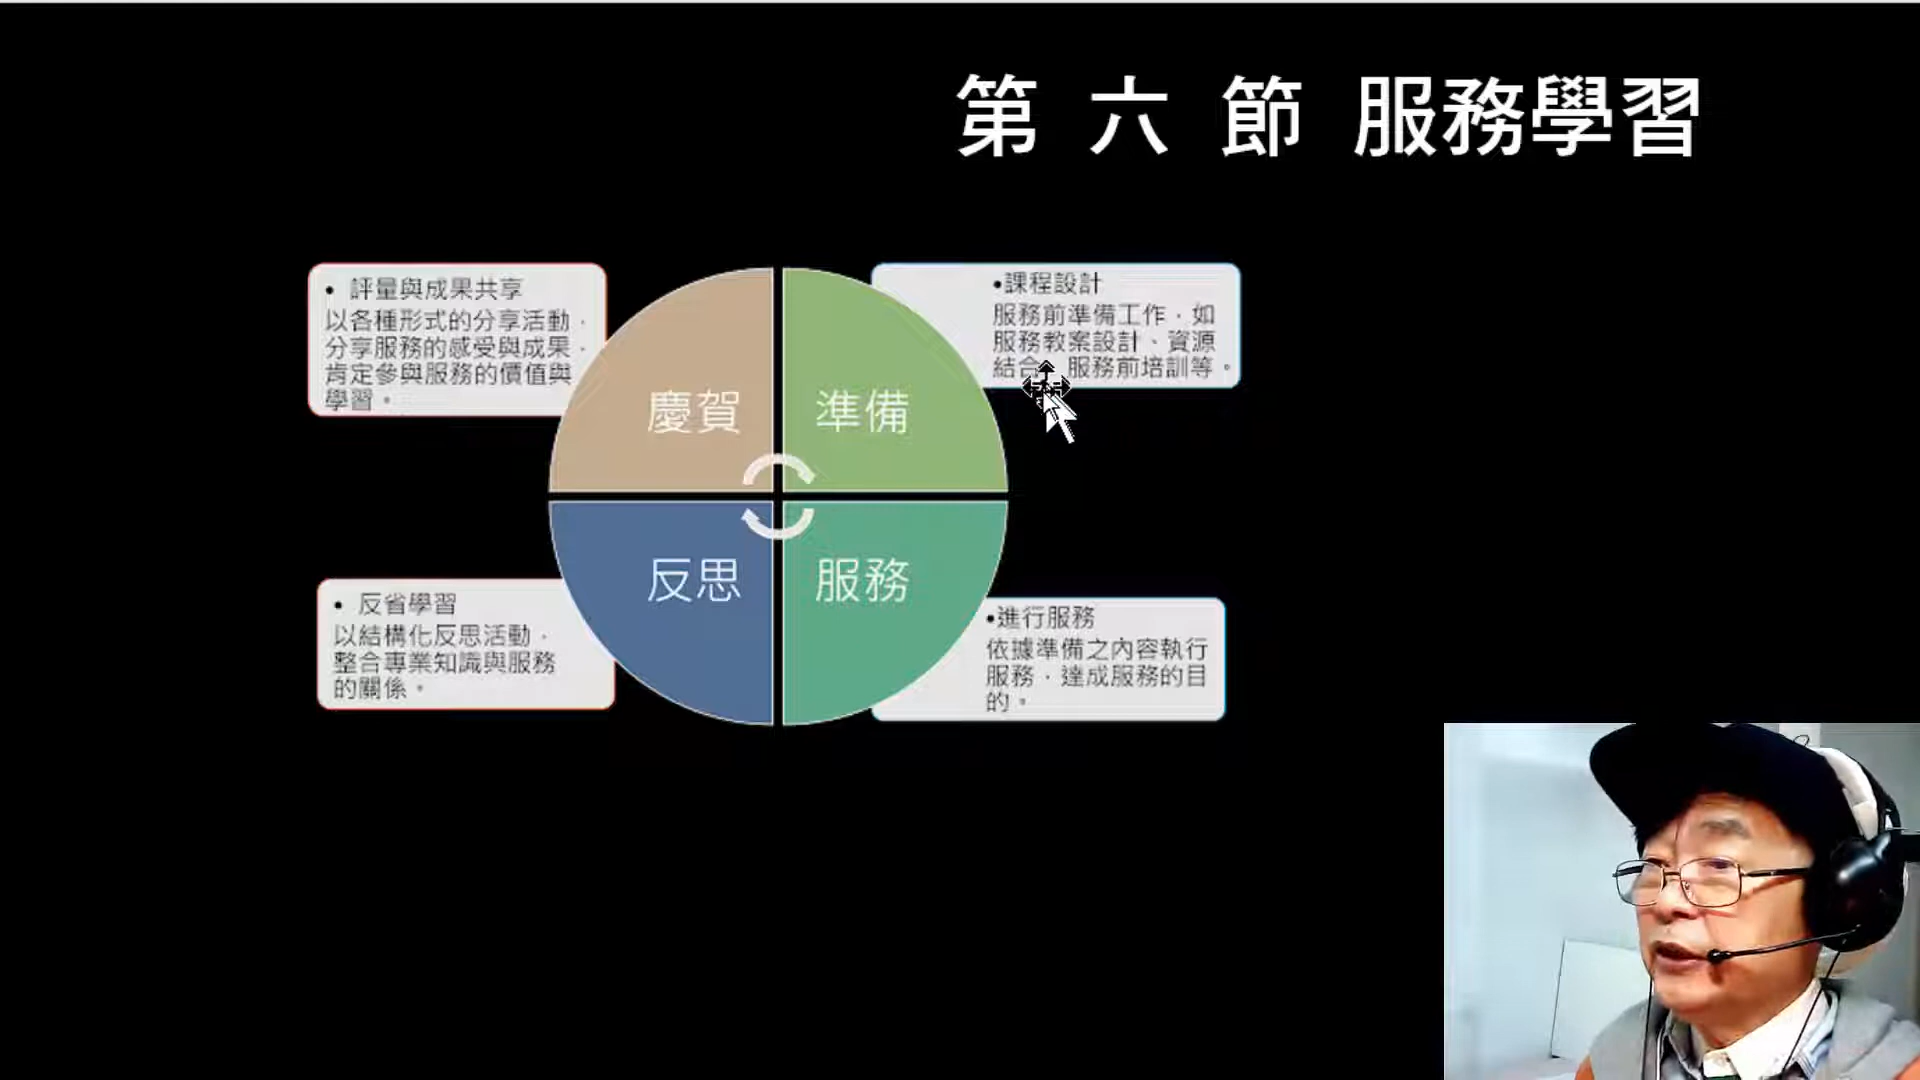 第 六 節 服務學習
• 評量與成果共享
以各種形式的分享活動，
分享服務的感受與成果，
肯定參與服務的價值與
學習。
•課程設計
服務前準備工作，如
服務教案設計、資源
結合、服務前培訓等。
慶賀
準備
反思
服務
• 反省學習
以結構化反思活動，
整合專業知識與服務
的關係。
•進行服務
依據準備之內容執行
服務，達成服務的目
的。